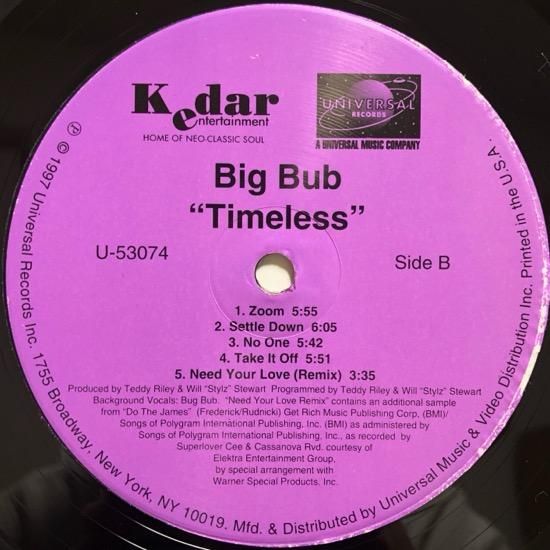 Kedar
entertainment
HOME OF NEO-CLASSIC SOUL
UNIVERSAL
RECORDS
A UNIVERSAL MUSIC COMPANY
Big Bub
“Timeless”
U-53074
Side B
1. Zoom 5:55
2. Settle Down 6:05
3. No One 5:42
4. Take It Off 5:51
5. Need Your Love (Remix) 3:35
Produced by Teddy Riley & Will “Stylz” Stewart Programmed by Teddy Riley & Will “Stylz” Stewart
Background Vocals: Bug Bub. “Need Your Love Remix” contains an additional sample
from “Do The James” (Frederick/Rudnicki) Get Rich Music Publishing Corp, (BMI)/
Songs of Polygram International Publishing, Inc. (BMI) as administered by
Songs of Polygram International Publishing, Inc., as recorded by
Superlover Cee & Cassanova Rvd. courtesy of
Elektra Entertainment Group,
by special arrangement with
Warner Special Products, Inc.
℗ © 1997 Universal Records Inc. 1755 Broadway, New York, NY 10019. Mfd. & Distributed by Universal Music & Video Distribution Inc. Printed in the U.S.A.